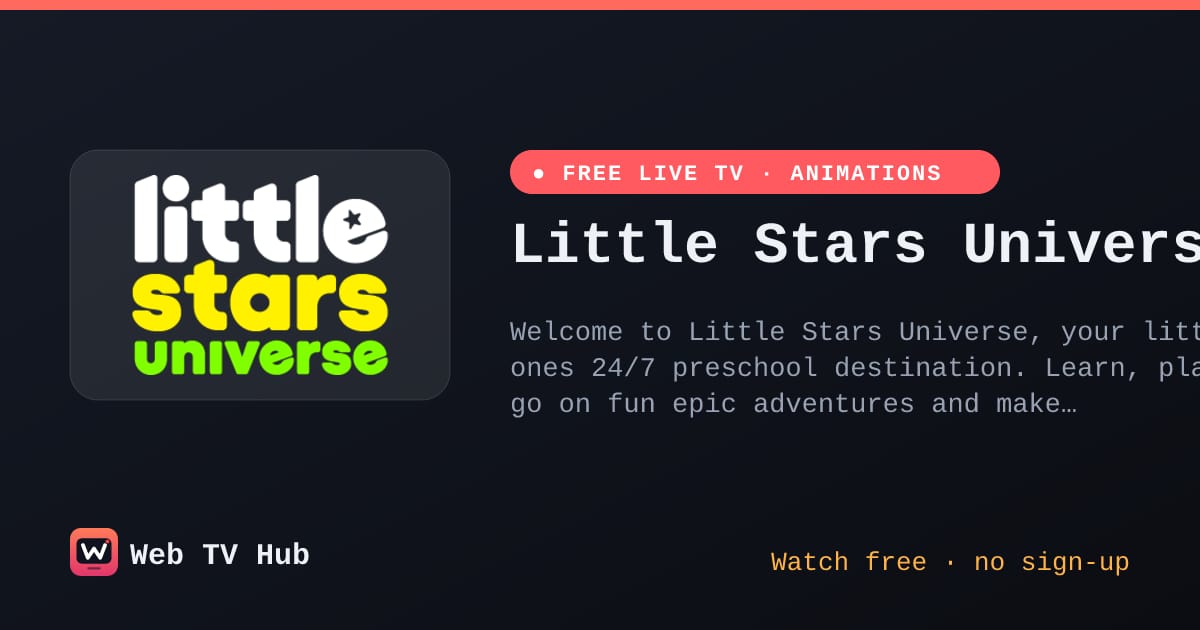 little
stars
universe
● FREE LIVE TV · ANIMATIONS
Little Stars Univers
Welcome to Little Stars Universe, your litt
ones 24/7 preschool destination. Learn, pla
go on fun epic adventures and make…
Web TV Hub
Watch free · no sign-up